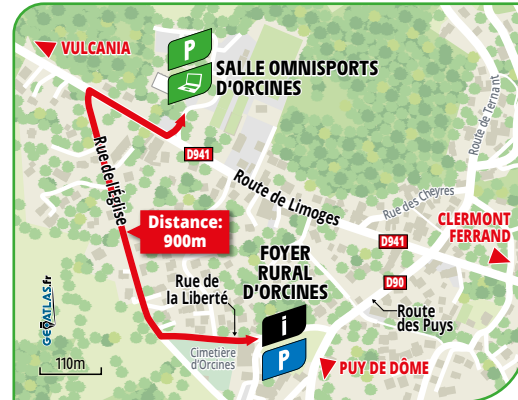 VULCANIA
P
SALLE OMNISPORTS
D'ORCINES
D941
Route de Ternant
Rue de l'Église
Route de Limoges
Rue des Cheyres
Distance:
900m
CLERMONT
FERRAND
D941
FOYER
RURAL
D'ORCINES
D90
Rue de
la Liberté
Route
des Puys
i
P
Cimetière
d'Orcines
PUY DE DÔME
GEOATLAS.fr
110m